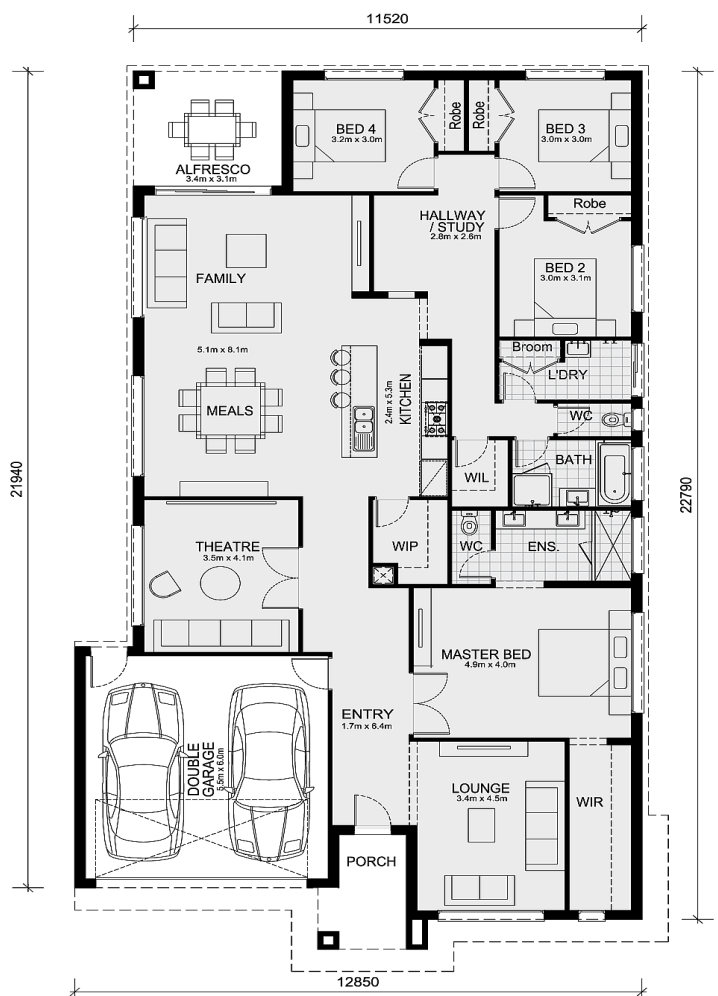 11520
BED 4
3.2m x 3.0m
Robe
Robe
BED 3
3.0m x 3.0m
ALFRESCO
3.4m x 3.1m
Robe
HALLWAY
/ STUDY
2.8m x 2.6m
FAMILY
BED 2
3.0m x 3.1m
5.1m x 8.1m
Broom
L'DRY
2.4m x 5.3m
KITCHEN
MEALS
WC
BATH
WIL
21940
22790
THEATRE
3.5m x 4.1m
WIP
WC
ENS.
MASTER BED
4.9m x 4.0m
ENTRY
1.7m x 6.4m
DOUBLE
GARAGE
5.5m x 6.0m
LOUNGE
3.4m x 4.5m
WIR
PORCH
12850